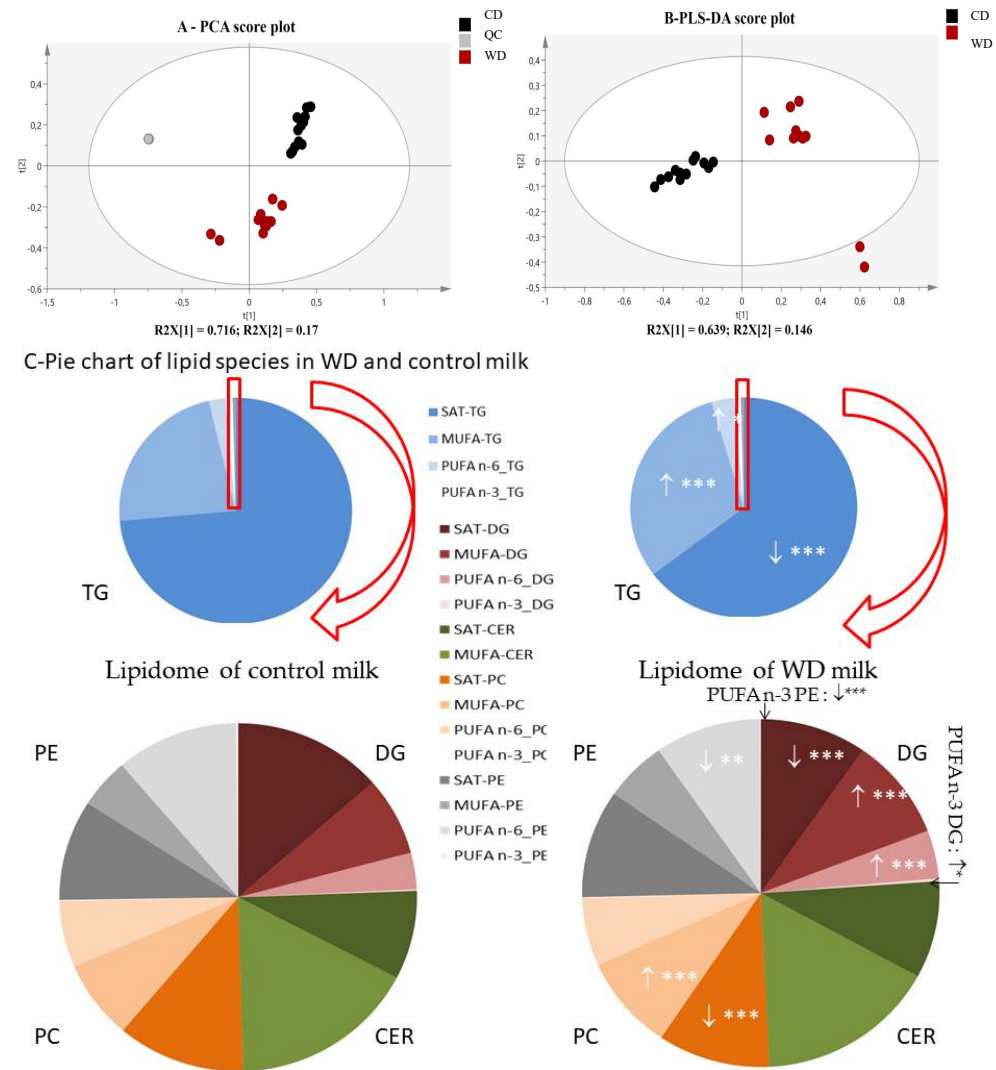 A - PCA score plot
CD
QC
WD
0,4
0,2
0
-0,2
-0,4
-0,6
t[2]
-1,5
-1
-0,5
0
0,5
1
t[1]
R2X[1] = 0.716; R2X[2] = 0.17
B-PLS-DA score plot
CD
WD
0,4
0,3
0,2
0,1
0
-0,1
-0,2
-0,3
-0,4
-0,5
t[2]
-1
-0,8
-0,6
-0,4
-0,2
0
0,2
0,4
0,6
0,8
t[1]
R2X[1] = 0.639; R2X[2] = 0.146
C-Pie chart of lipid species in WD and control milk
TG
SAT-TG
MUFA-TG
PUFA n-6_TG
PUFA n-3_TG
SAT-DG
MUFA-DG
PUFA n-6_DG
PUFA n-3_DG
SAT-CER
MUFA-CER
SAT-PC
MUFA-PC
PUFA n-6_PC
PUFA n-3_PC
SAT-PE
MUFA-PE
PUFA n-6_PE
PUFA n-3_PE
↑ *
↑ ***
↓ ***
TG
Lipidome of control milk
PE
DG
PC
CER
Lipidome of WD milk
PUFA n-3 PE : ↓***
PE
DG
↓ **
↓ ***
↑ ***
↑ ***
PUFA n-3 DG : ↑*
↑ ***
↓ ***
PC
CER